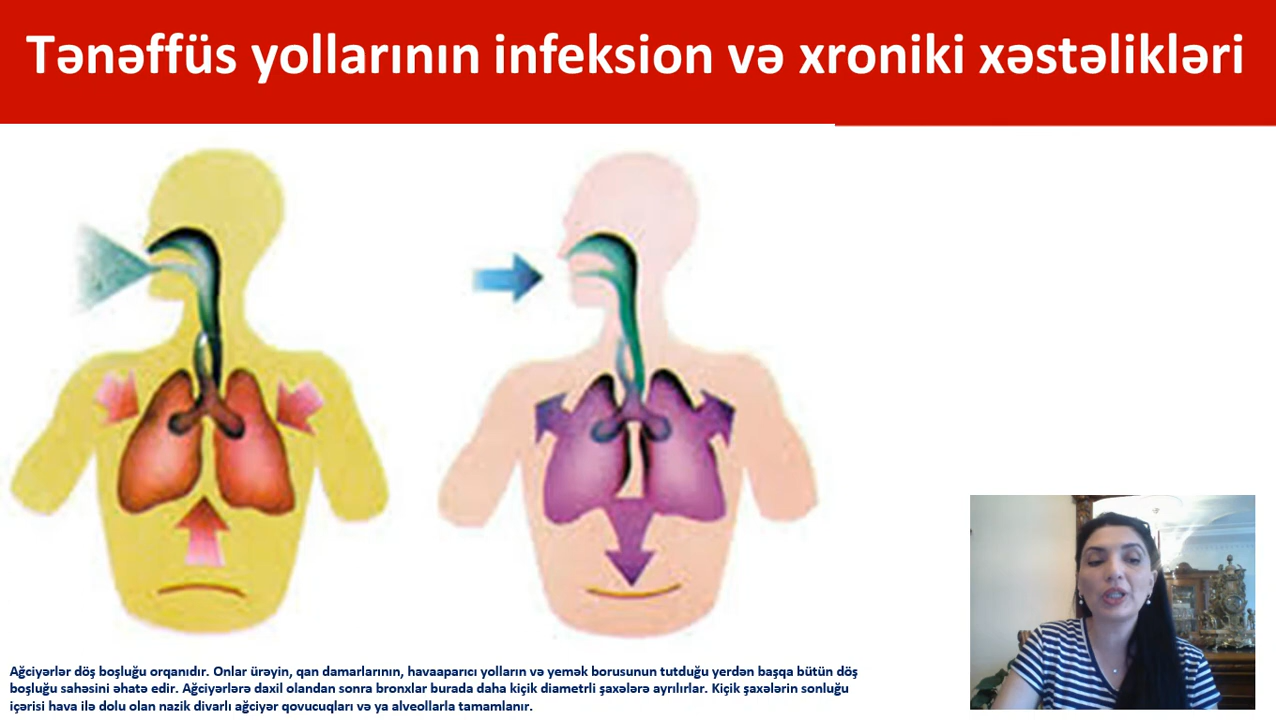 Tənəffüs yollarının infeksion və xroniki xəstəlikləri
Ağciyərlər döş boşluğu orqanıdır. Onlar ürəyin, qan damarlarının, havaaparıcı yolların və yemək borusunun tutduğu yerdən başqa bütün döş
boşluğu sahəsini əhatə edir. Ağciyərlərə daxil olandan sonra bronxlar burada daha kiçik diametrli şaxələrə ayrılırlar. Kiçik şaxələrin sonluğu
içərisi hava ilə dolu olan nazik divarlı ağciyər qovucuqları və ya alveollarla tamamlanır.